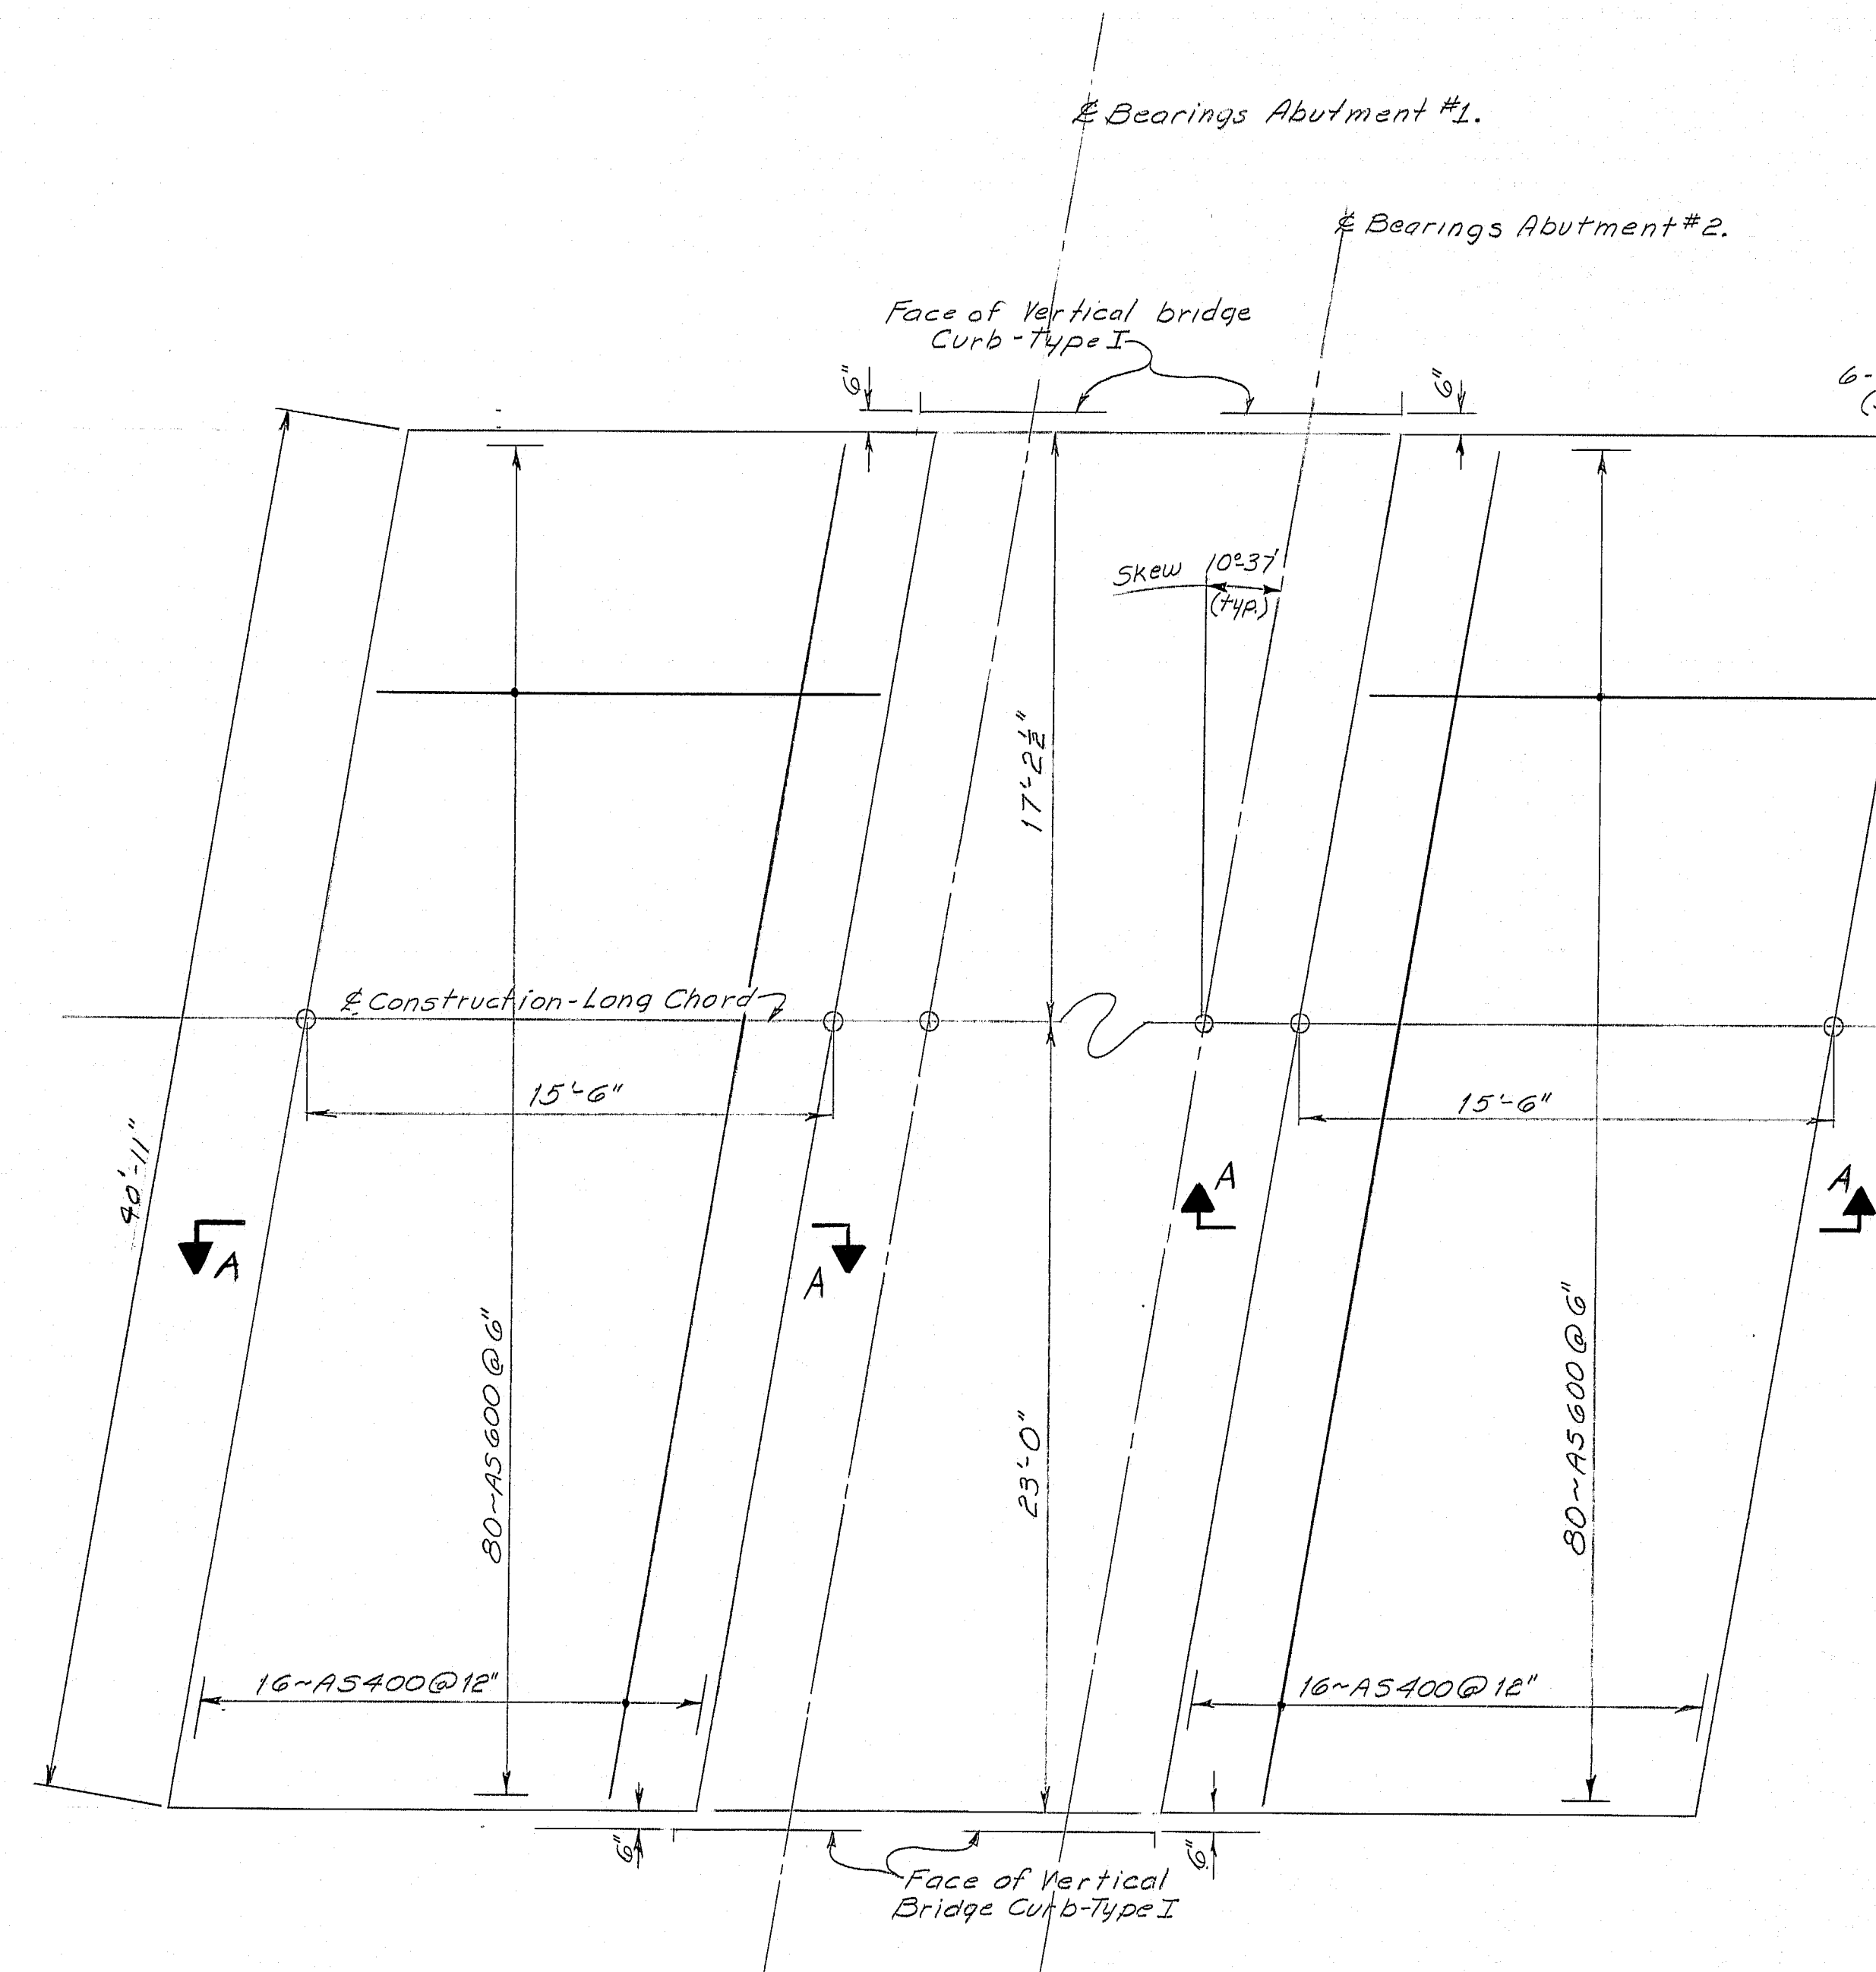 ℄ Bearings Abutment #1.
℄ Bearings Abutment #2.
Face of Vertical bridge
Curb-Type I
6"
6"
6-
(
Skew 10°-37'
(typ.)
17'-2½"
℄ Construction-Long Chord
15'-6"
15'-6"
40'-11"
A
A
A
A
80~AS600@6"
23'-0"
80~AS600@6"
16~AS400@12"
16~AS400@12"
6"
6"
Face of Vertical
Bridge Curb-Type I